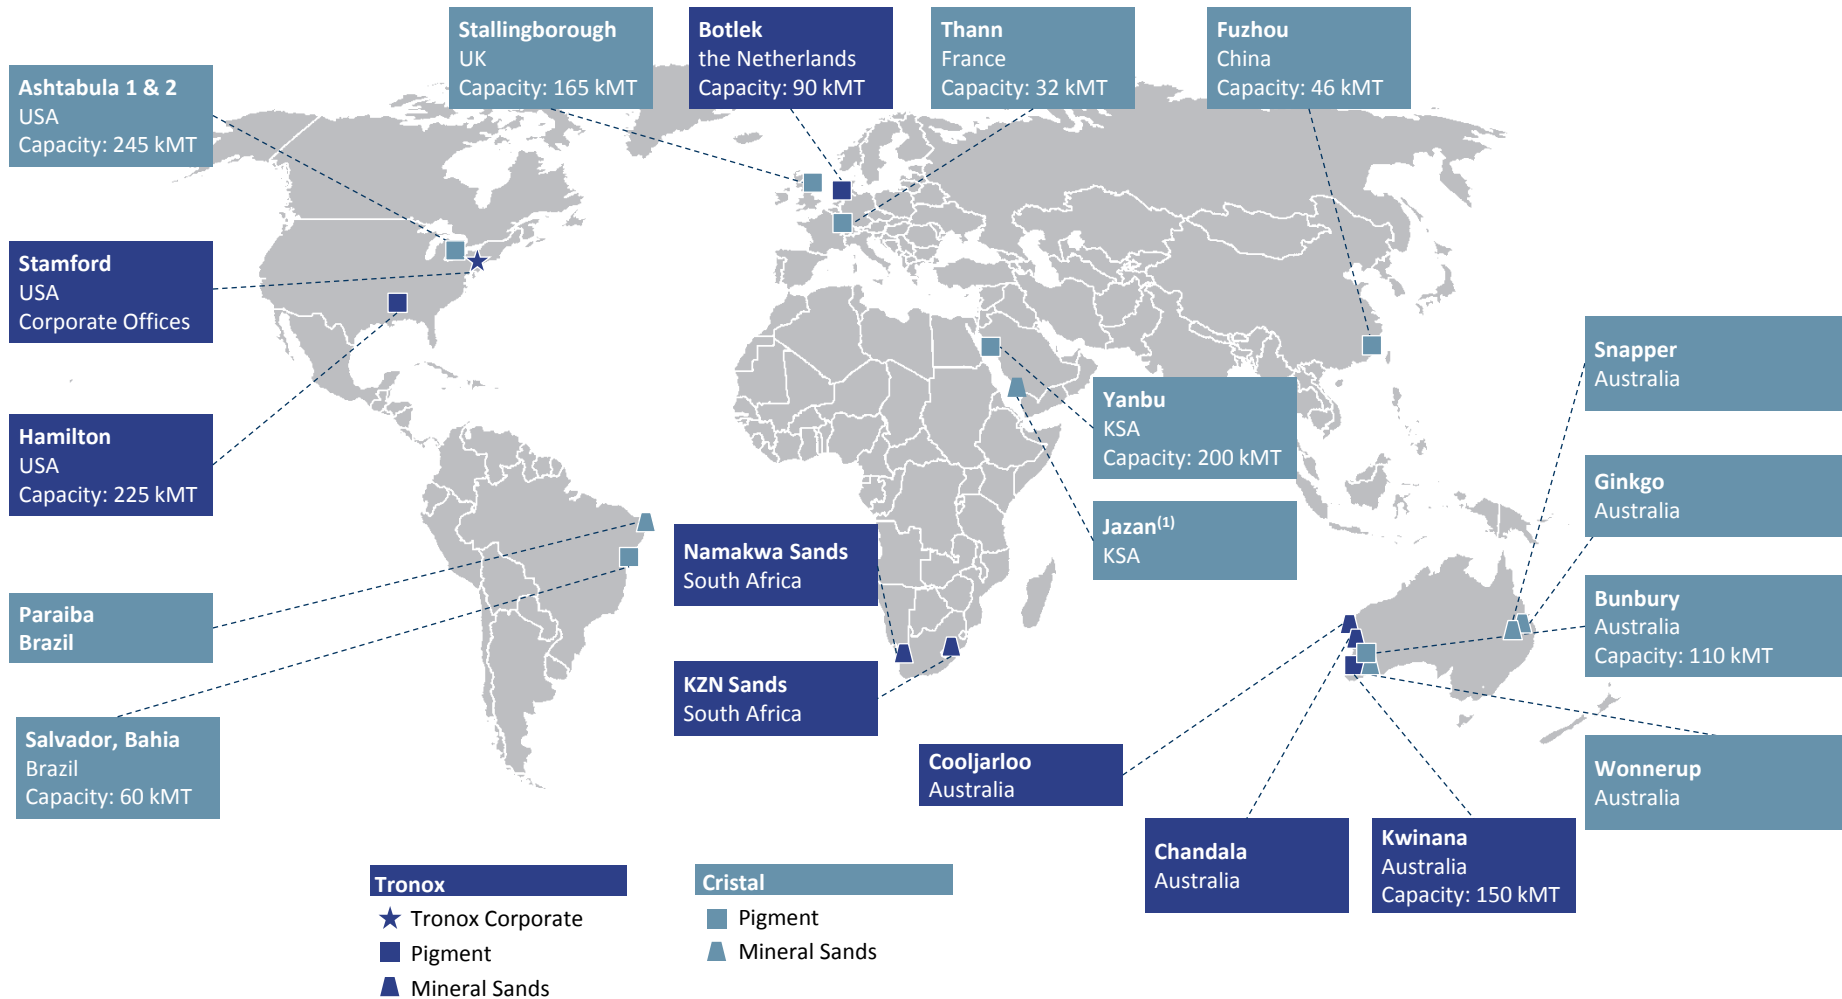 Stallingborough
UK
Capacity: 165 kMT
Botlek
the Netherlands
Capacity: 90 kMT
Thann
France
Capacity: 32 kMT
Fuzhou
China
Capacity: 46 kMT
Ashtabula 1 & 2
USA
Capacity: 245 kMT
Stamford
USA
Corporate Offices
Hamilton
USA
Capacity: 225 kMT
Paraiba
Brazil
Salvador, Bahia
Brazil
Capacity: 60 kMT
Namakwa Sands
South Africa
KZN Sands
South Africa
Yanbu
KSA
Capacity: 200 kMT
Jazan(1)
KSA
Snapper
Australia
Ginkgo
Australia
Bunbury
Australia
Capacity: 110 kMT
Wonnerup
Australia
Cooljarloo
Australia
Chandala
Australia
Kwinana
Australia
Capacity: 150 kMT
Tronox
Tronox Corporate
Pigment
Mineral Sands
Cristal
Pigment
Mineral Sands